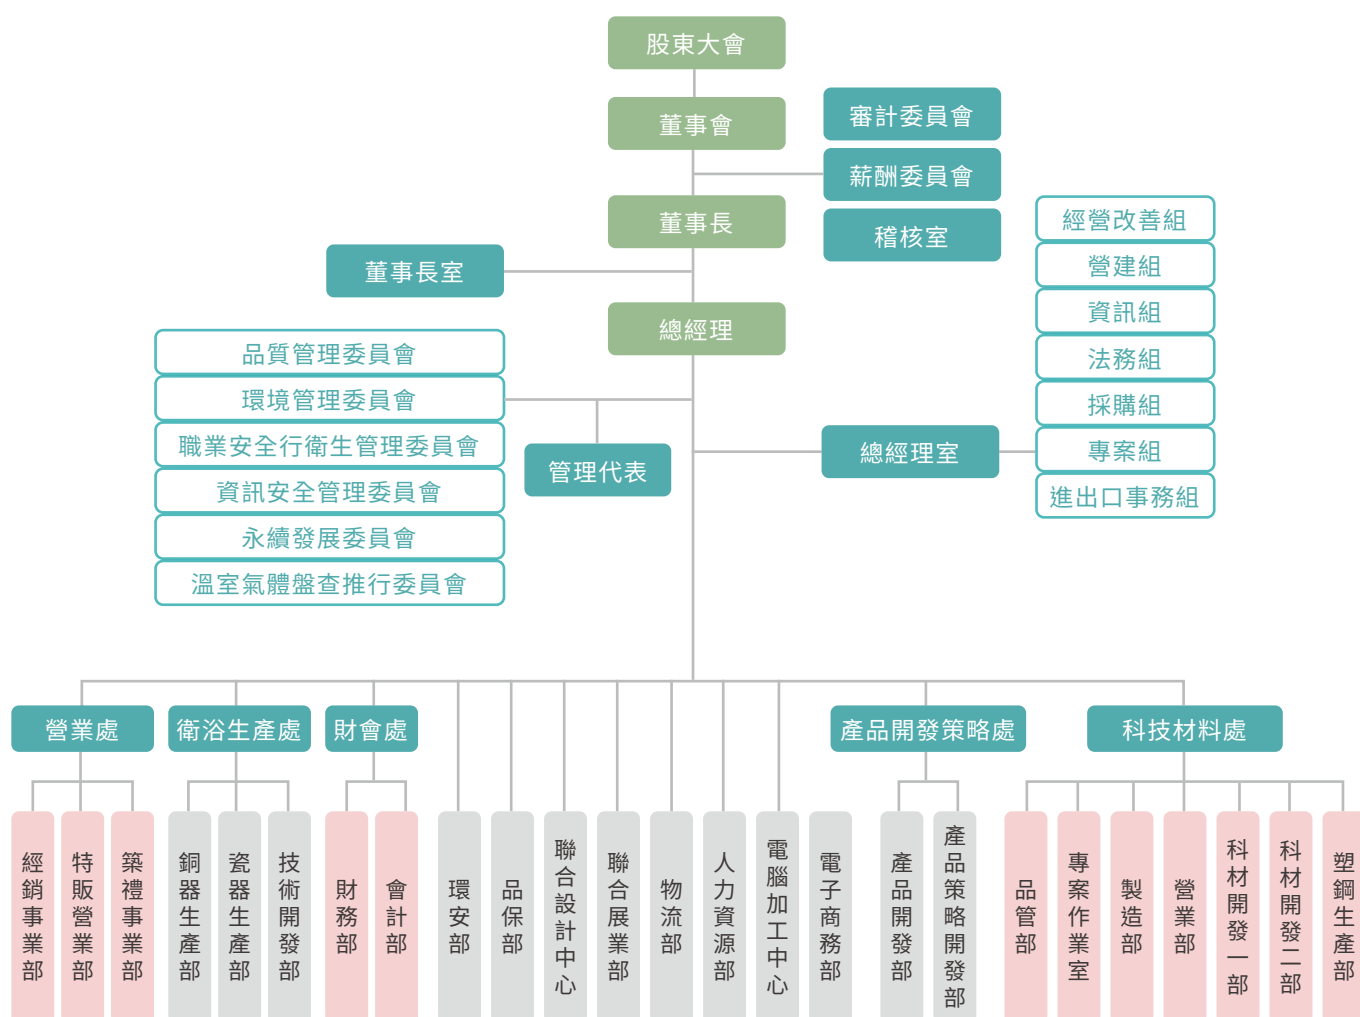 股東大會
董事會
審計委員會
薪酬委員會
董事長
稽核室
經營改善組
營建組
資訊組
法務組
採購組
專案組
進出口事務組
董事長室
總經理
品質管理委員會
環境管理委員會
職業安全行衛生管理委員會
資訊安全管理委員會
永續發展委員會
溫室氣體盤查推行委員會
管理代表
總經理室
營業處
衛浴生產處
財會處
產品開發策略處
科技材料處
經銷事業部
特販營業部
築禮事業部
銅器生產部
瓷器生產部
技術開發部
財務部
會計部
環安部
品保部
聯合設計中心
聯合展業部
物流部
人力資源部
電腦加工中心
電子商務部
產品開發部
產品策略開發部
品管部
專案作業室
製造部
營業部
科材開發一部
科材開發二部
塑鋼生產部